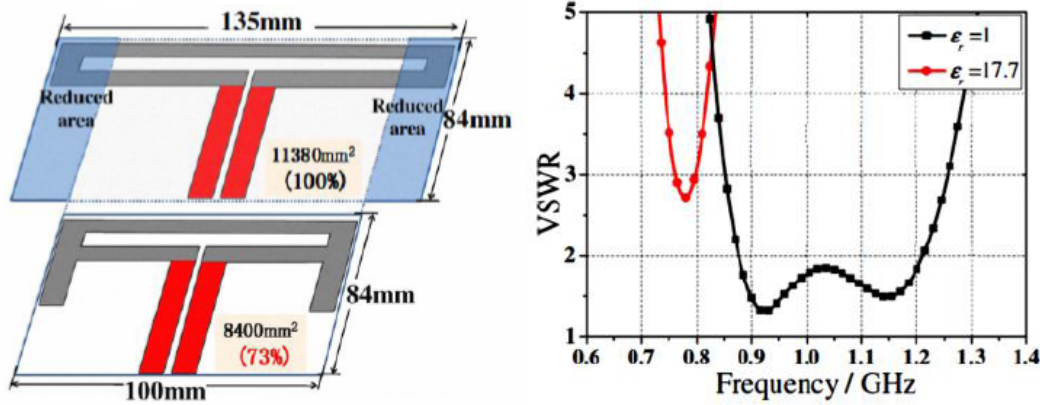 135mm
Reduced
area
Reduced
area
84mm
11380mm²
(100%)
84mm
8400mm²
(73%)
100mm
5
4
3
2
1
VSWR
εr=1
εr=17.7
0.6 0.7 0.8 0.9 1.0 1.1 1.2 1.3 1.4
Frequency / GHz